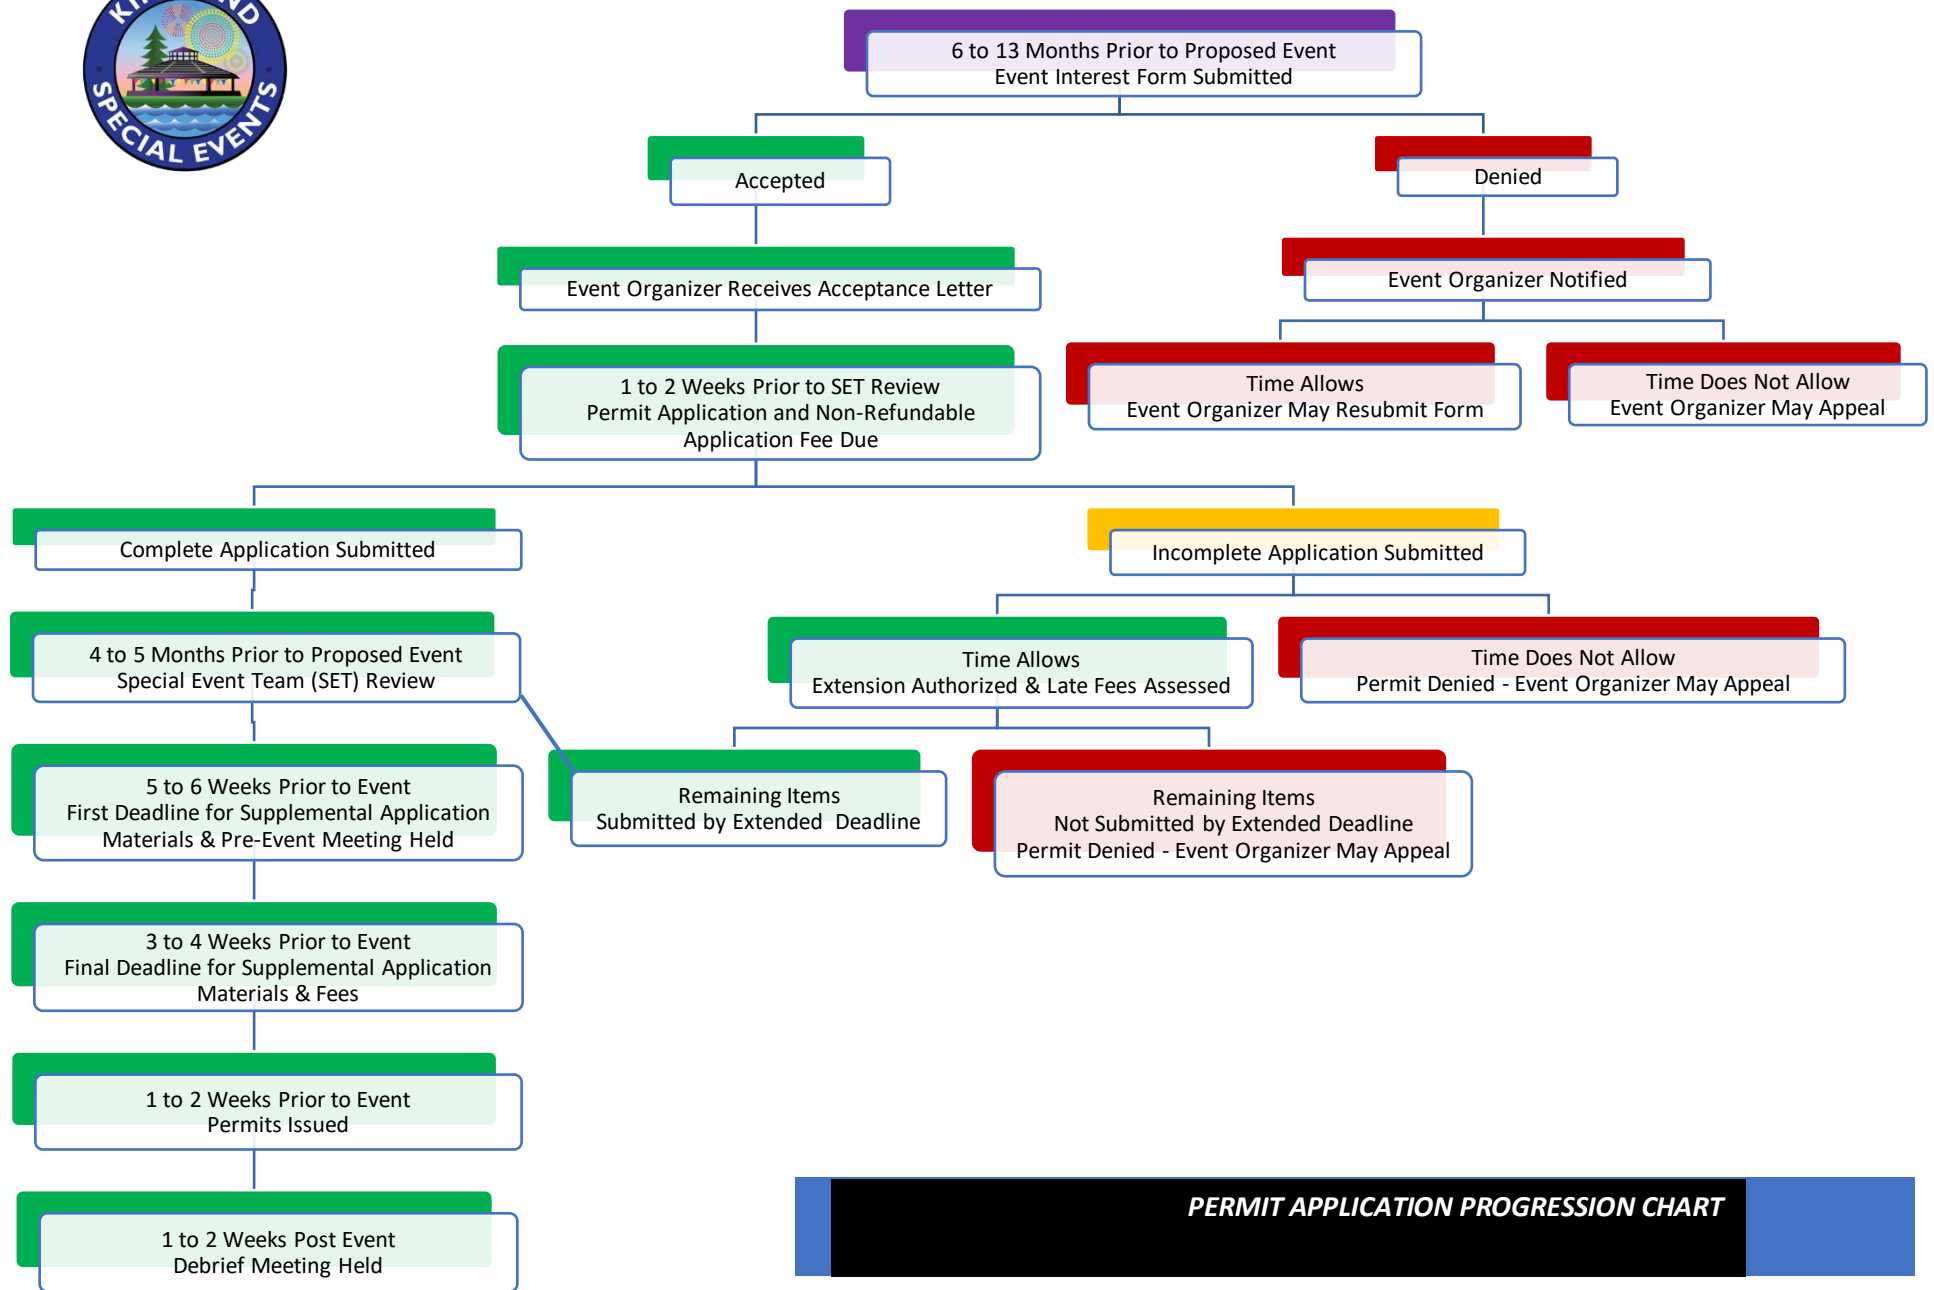 SPECIAL EVENTS
6 to 13 Months Prior to Proposed Event
Event Interest Form Submitted
Accepted
Denied
Event Organizer Receives Acceptance Letter
Event Organizer Notified
1 to 2 Weeks Prior to SET Review
Permit Application and Non-Refundable
Application Fee Due
Time Allows
Event Organizer May Resubmit Form
Time Does Not Allow
Event Organizer May Appeal
Complete Application Submitted
Incomplete Application Submitted
4 to 5 Months Prior to Proposed Event
Special Event Team (SET) Review
Time Allows
Extension Authorized & Late Fees Assessed
Time Does Not Allow
Permit Denied - Event Organizer May Appeal
5 to 6 Weeks Prior to Event
First Deadline for Supplemental Application
Materials & Pre-Event Meeting Held
Remaining Items
Submitted by Extended Deadline
Remaining Items
Not Submitted by Extended Deadline
Permit Denied - Event Organizer May Appeal
3 to 4 Weeks Prior to Event
Final Deadline for Supplemental Application
Materials & Fees
1 to 2 Weeks Prior to Event
Permits Issued
1 to 2 Weeks Post Event
Debrief Meeting Held
PERMIT APPLICATION PROGRESSION CHART